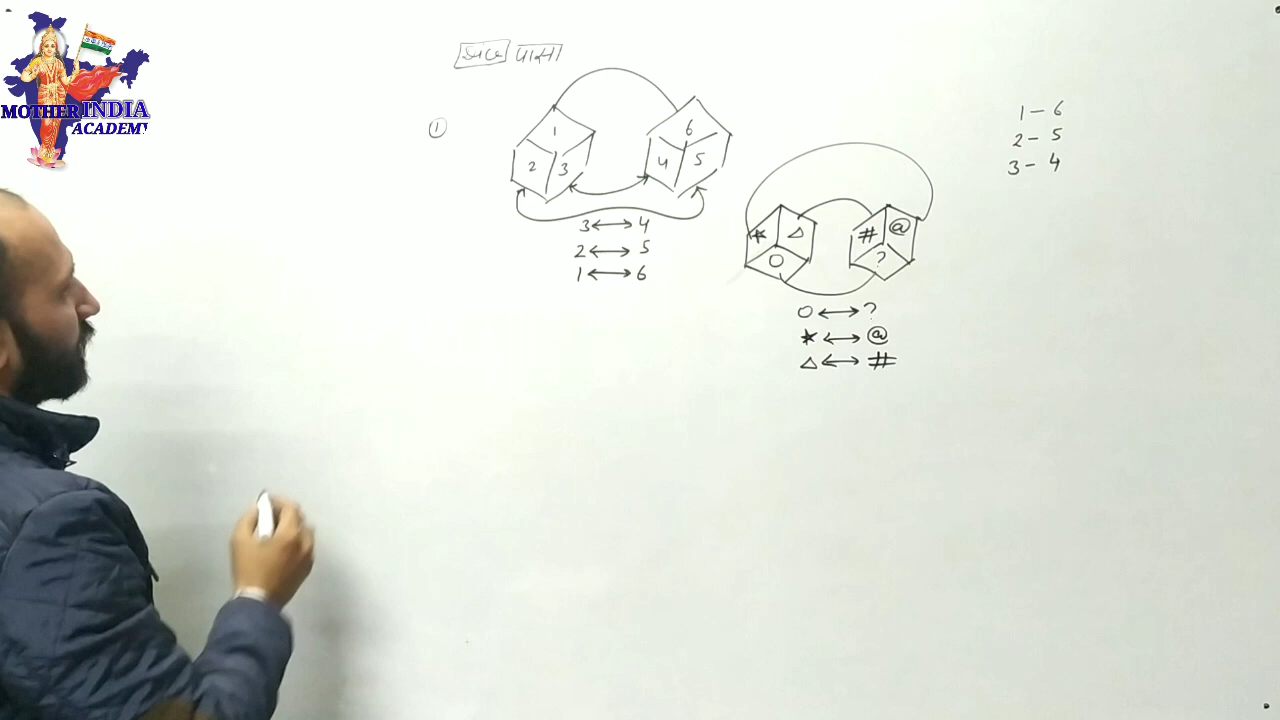 MOTHER INDIA
ACADEMY
पासा
①
1 2 3
6 4 5
3 ↔ 4
2 ↔ 5
1 ↔ 6
★ △ O
# @ ?
O ↔ ?
★ ↔ @
△ ↔ #
1 – 6
2 – 5
3 – 4